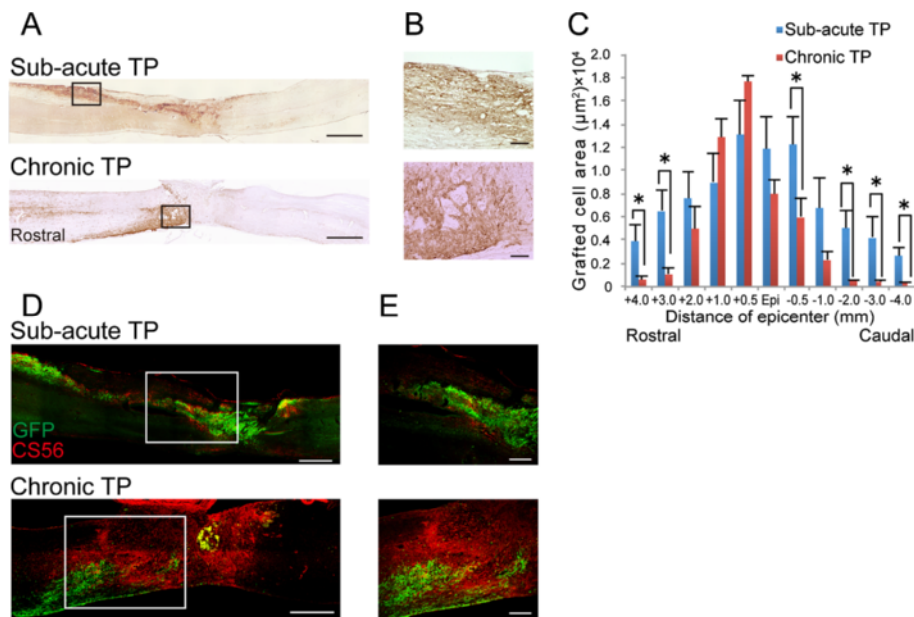 A
Sub-acute TP
Chronic TP
Rostral
B
C
Sub-acute TP
Chronic TP
Grafted cell area (μm²)×10⁴
2.0
1.8
1.6
1.4
1.2
1.0
0.8
0.6
0.4
0.2
0
* * * * * *
+4.0 +3.0 +2.0 +1.0 +0.5 Epi -0.5 -1.0 -2.0 -3.0 -4.0
Distance of epicenter (mm)
Rostral Caudal
D
Sub-acute TP
GFP
CS56
Chronic TP
E